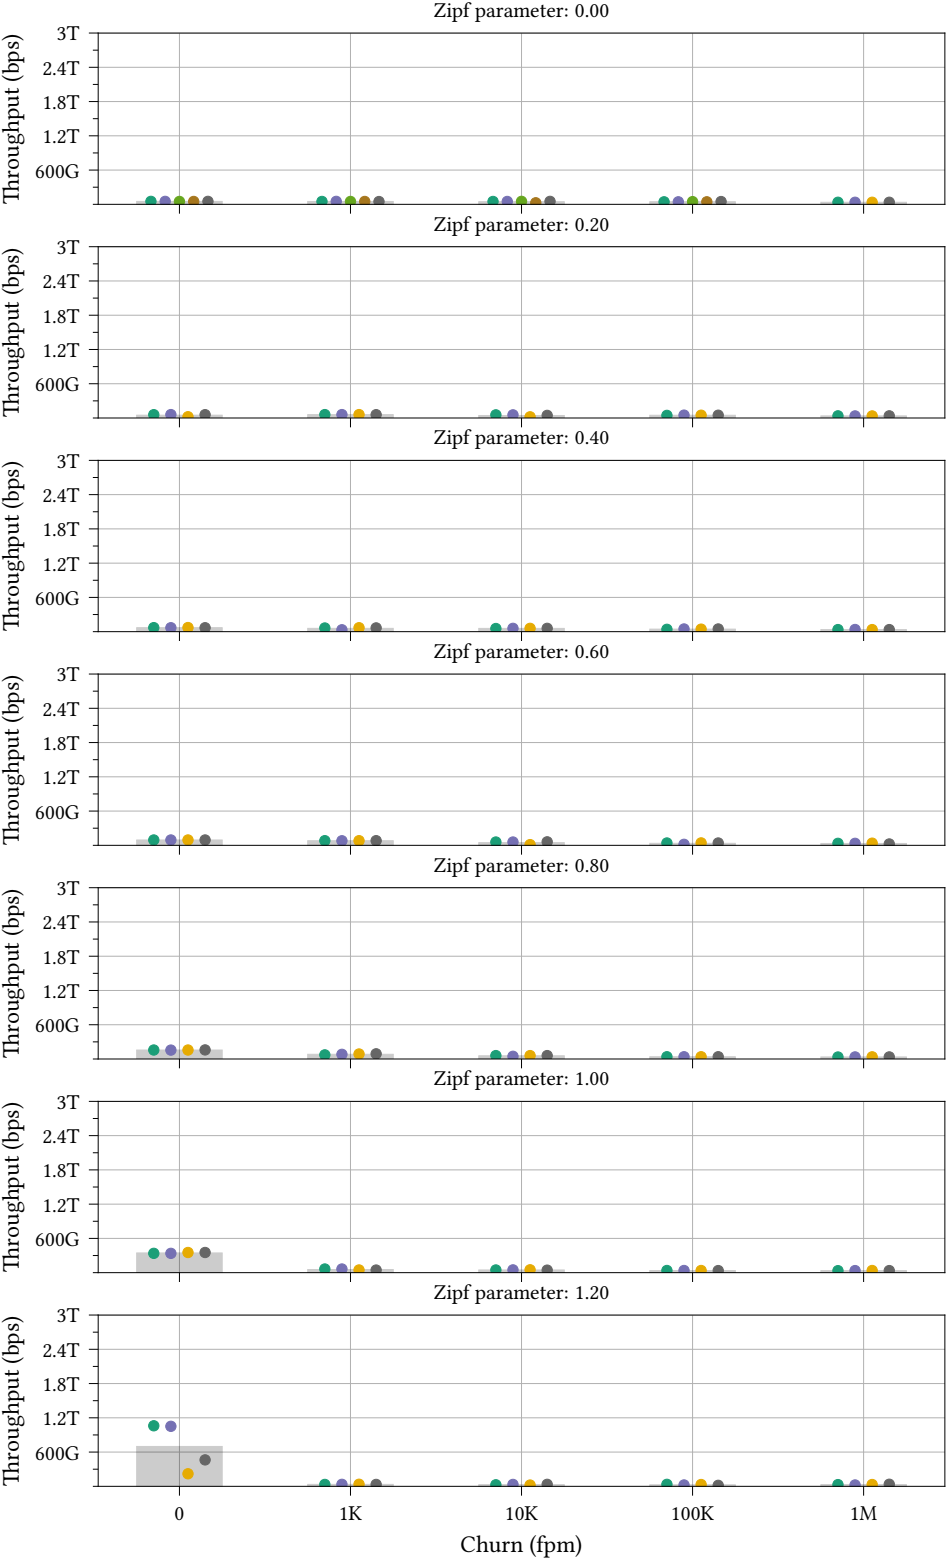 Zipf parameter: 0.00
Throughput (bps)
3T
2.4T
1.8T
1.2T
600G
Zipf parameter: 0.20
Throughput (bps)
3T
2.4T
1.8T
1.2T
600G
Zipf parameter: 0.40
Throughput (bps)
3T
2.4T
1.8T
1.2T
600G
Zipf parameter: 0.60
Throughput (bps)
3T
2.4T
1.8T
1.2T
600G
Zipf parameter: 0.80
Throughput (bps)
3T
2.4T
1.8T
1.2T
600G
Zipf parameter: 1.00
Throughput (bps)
3T
2.4T
1.8T
1.2T
600G
Zipf parameter: 1.20
Throughput (bps)
3T
2.4T
1.8T
1.2T
600G
0 1K 10K 100K 1M
Churn (fpm)